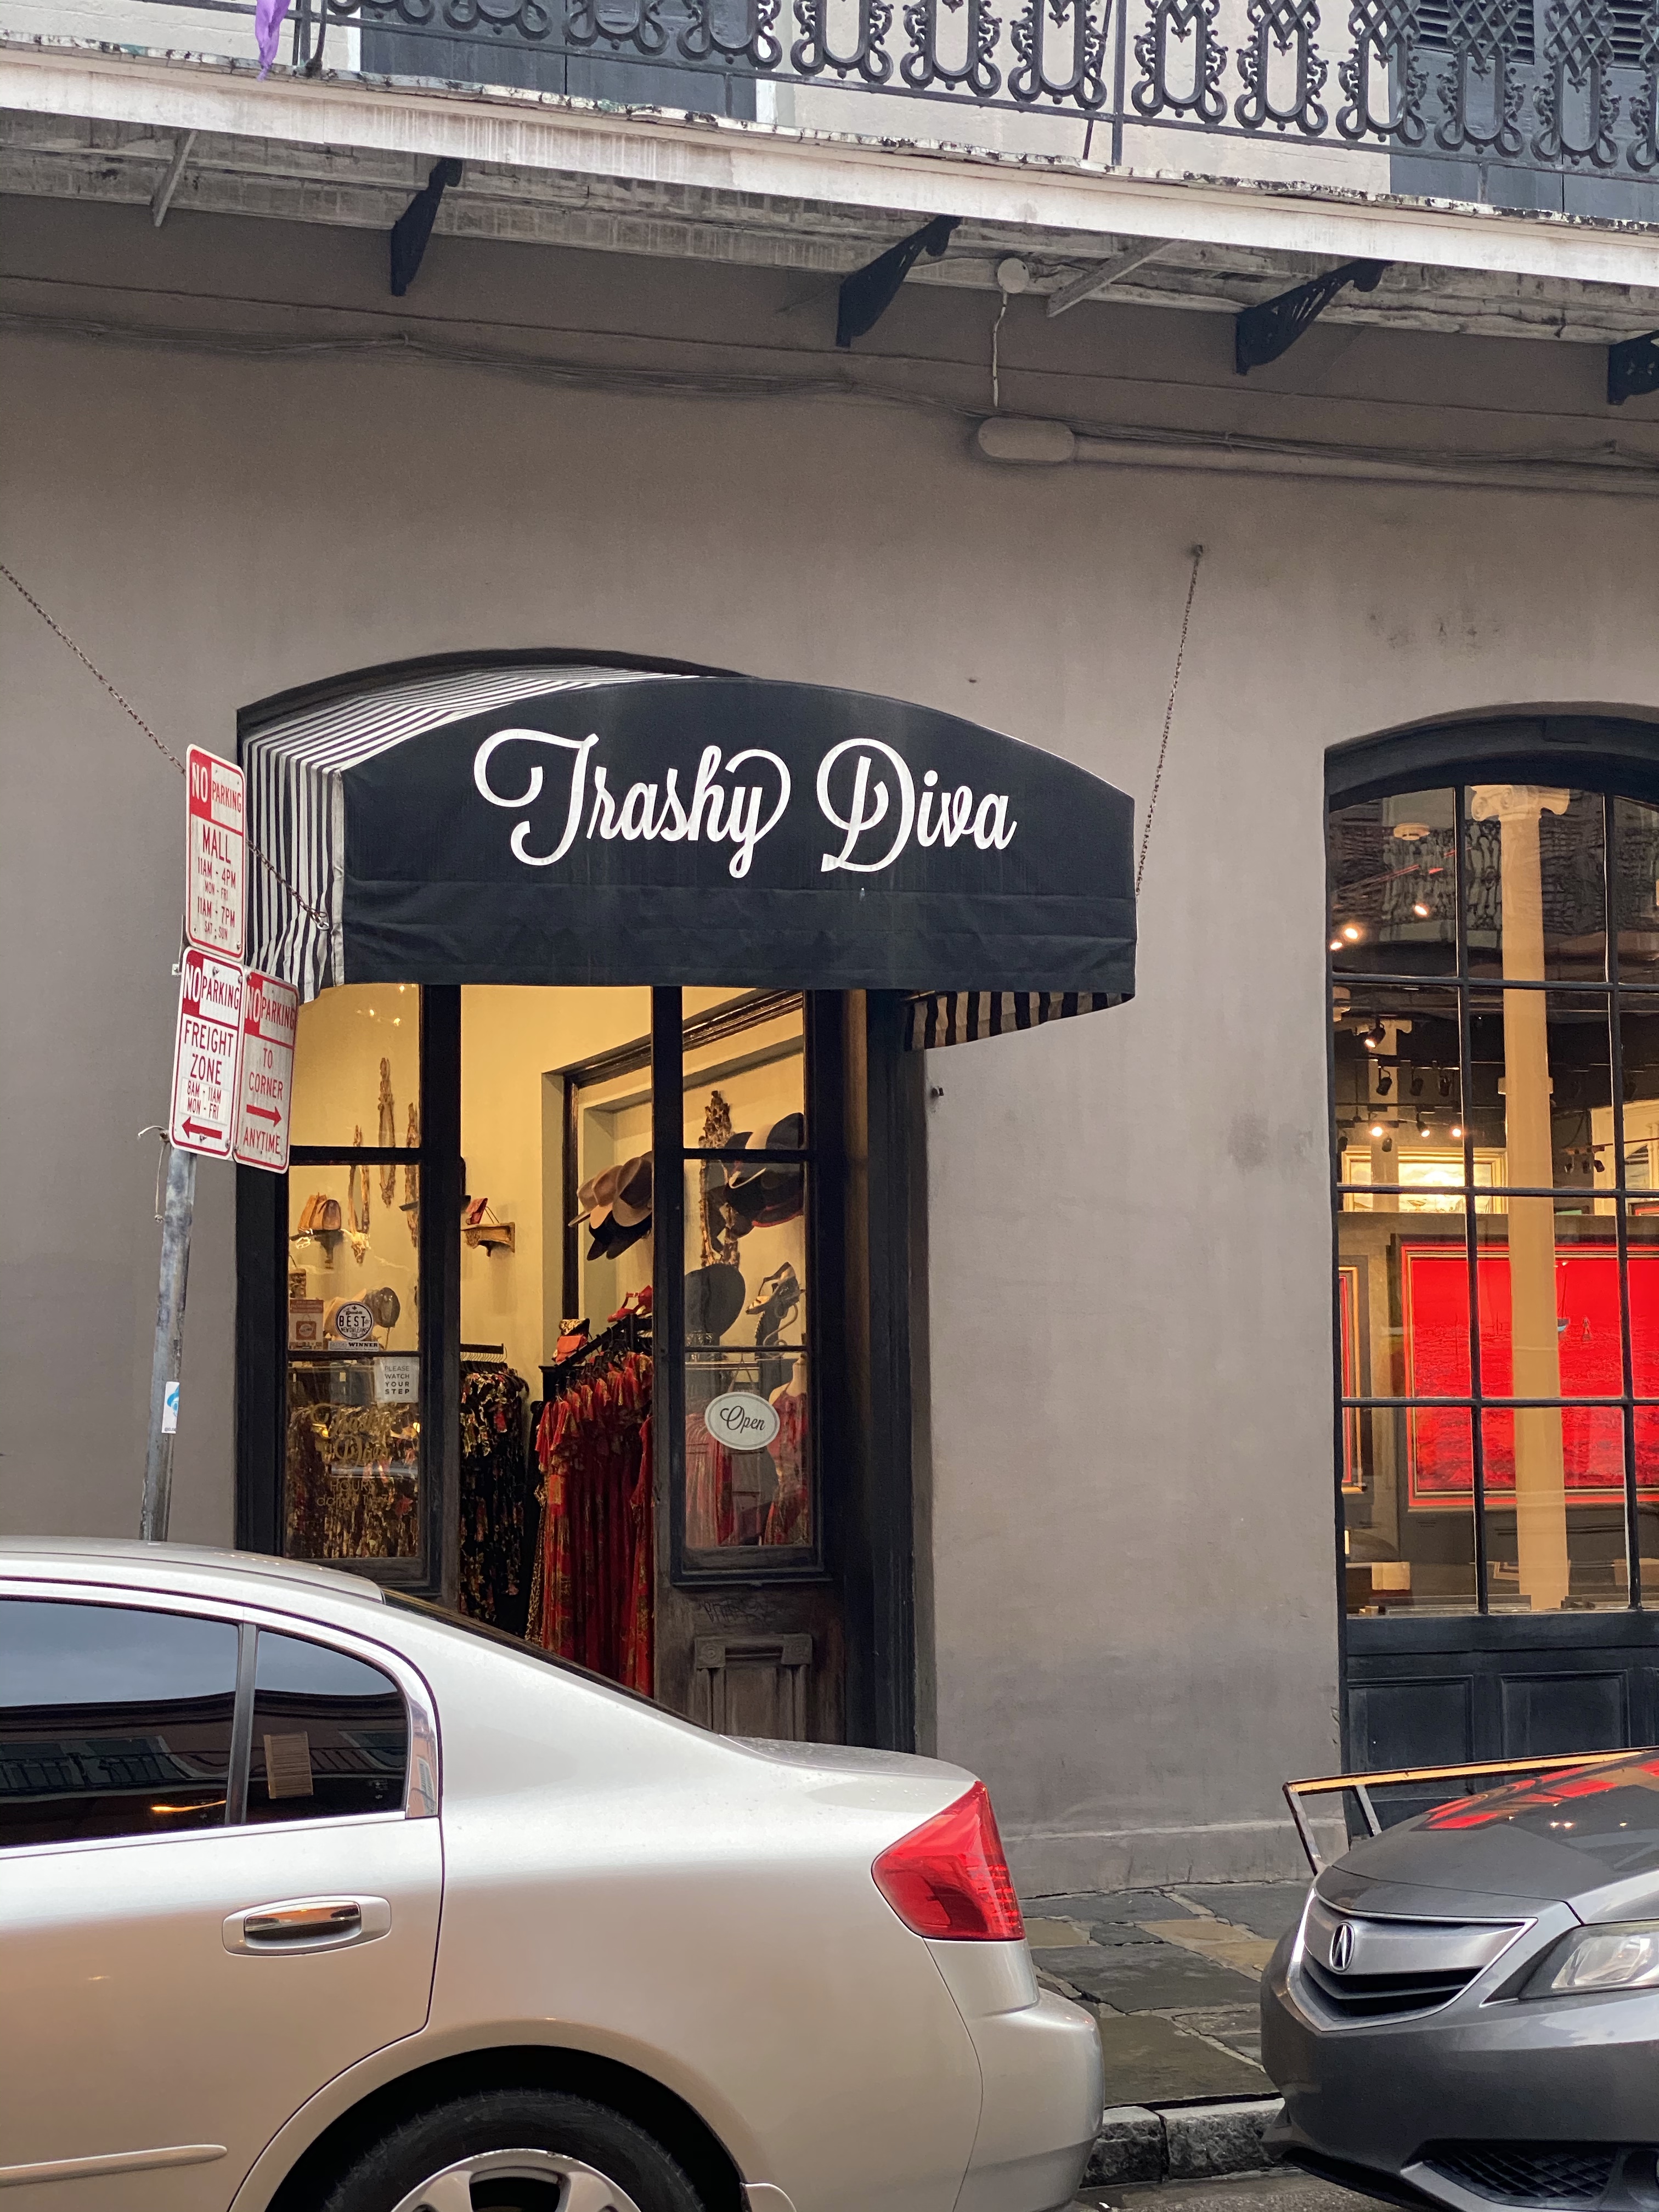 Trashy Diva
NO PARKING
MALL
11AM - 4PM
MON - FRI
11AM - 7PM
SAT - SUN
NO PARKING
FREIGHT
ZONE
8AM - 11AM
MON - FRI
NO PARKING
TO
CORNER
ANYTIME
BEST
WINNER
PLEASE
WATCH
YOUR
STEP
Open
HOURS